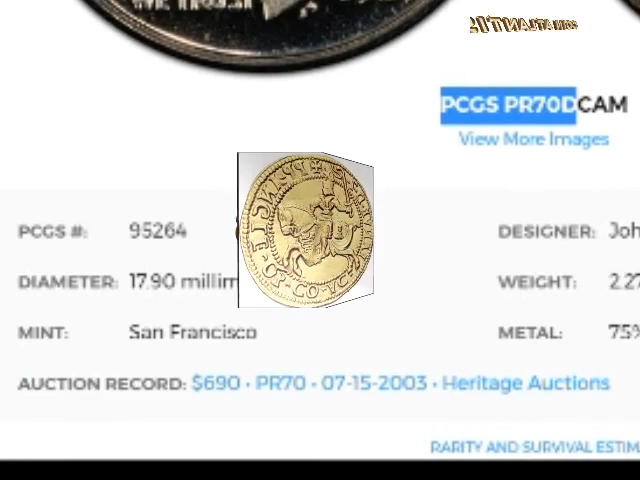 PCGS PR70DCAM
View More Images
PCGS #: 95264
DESIGNER: Joh
DIAMETER: 17.90 millim
WEIGHT: 2.27
MINT: San Francisco
METAL: 75%
AUCTION RECORD: $690 • PR70 • 07-15-2003 • Heritage Auctions
RARITY AND SURVIVAL ESTIM